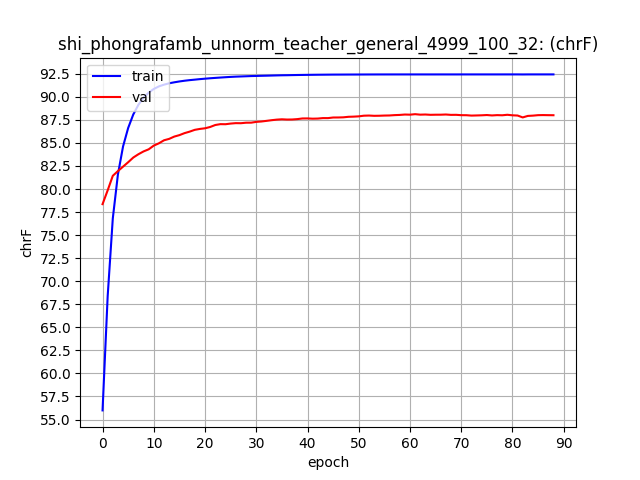 shi_phongrafamb_unnorm_teacher_general_4999_100_32: (chrF)
train
val
92.5
90.0
87.5
85.0
82.5
80.0
77.5
75.0
72.5
70.0
67.5
65.0
62.5
60.0
57.5
55.0
chrF
0 10 20 30 40 50 60 70 80 90
epoch